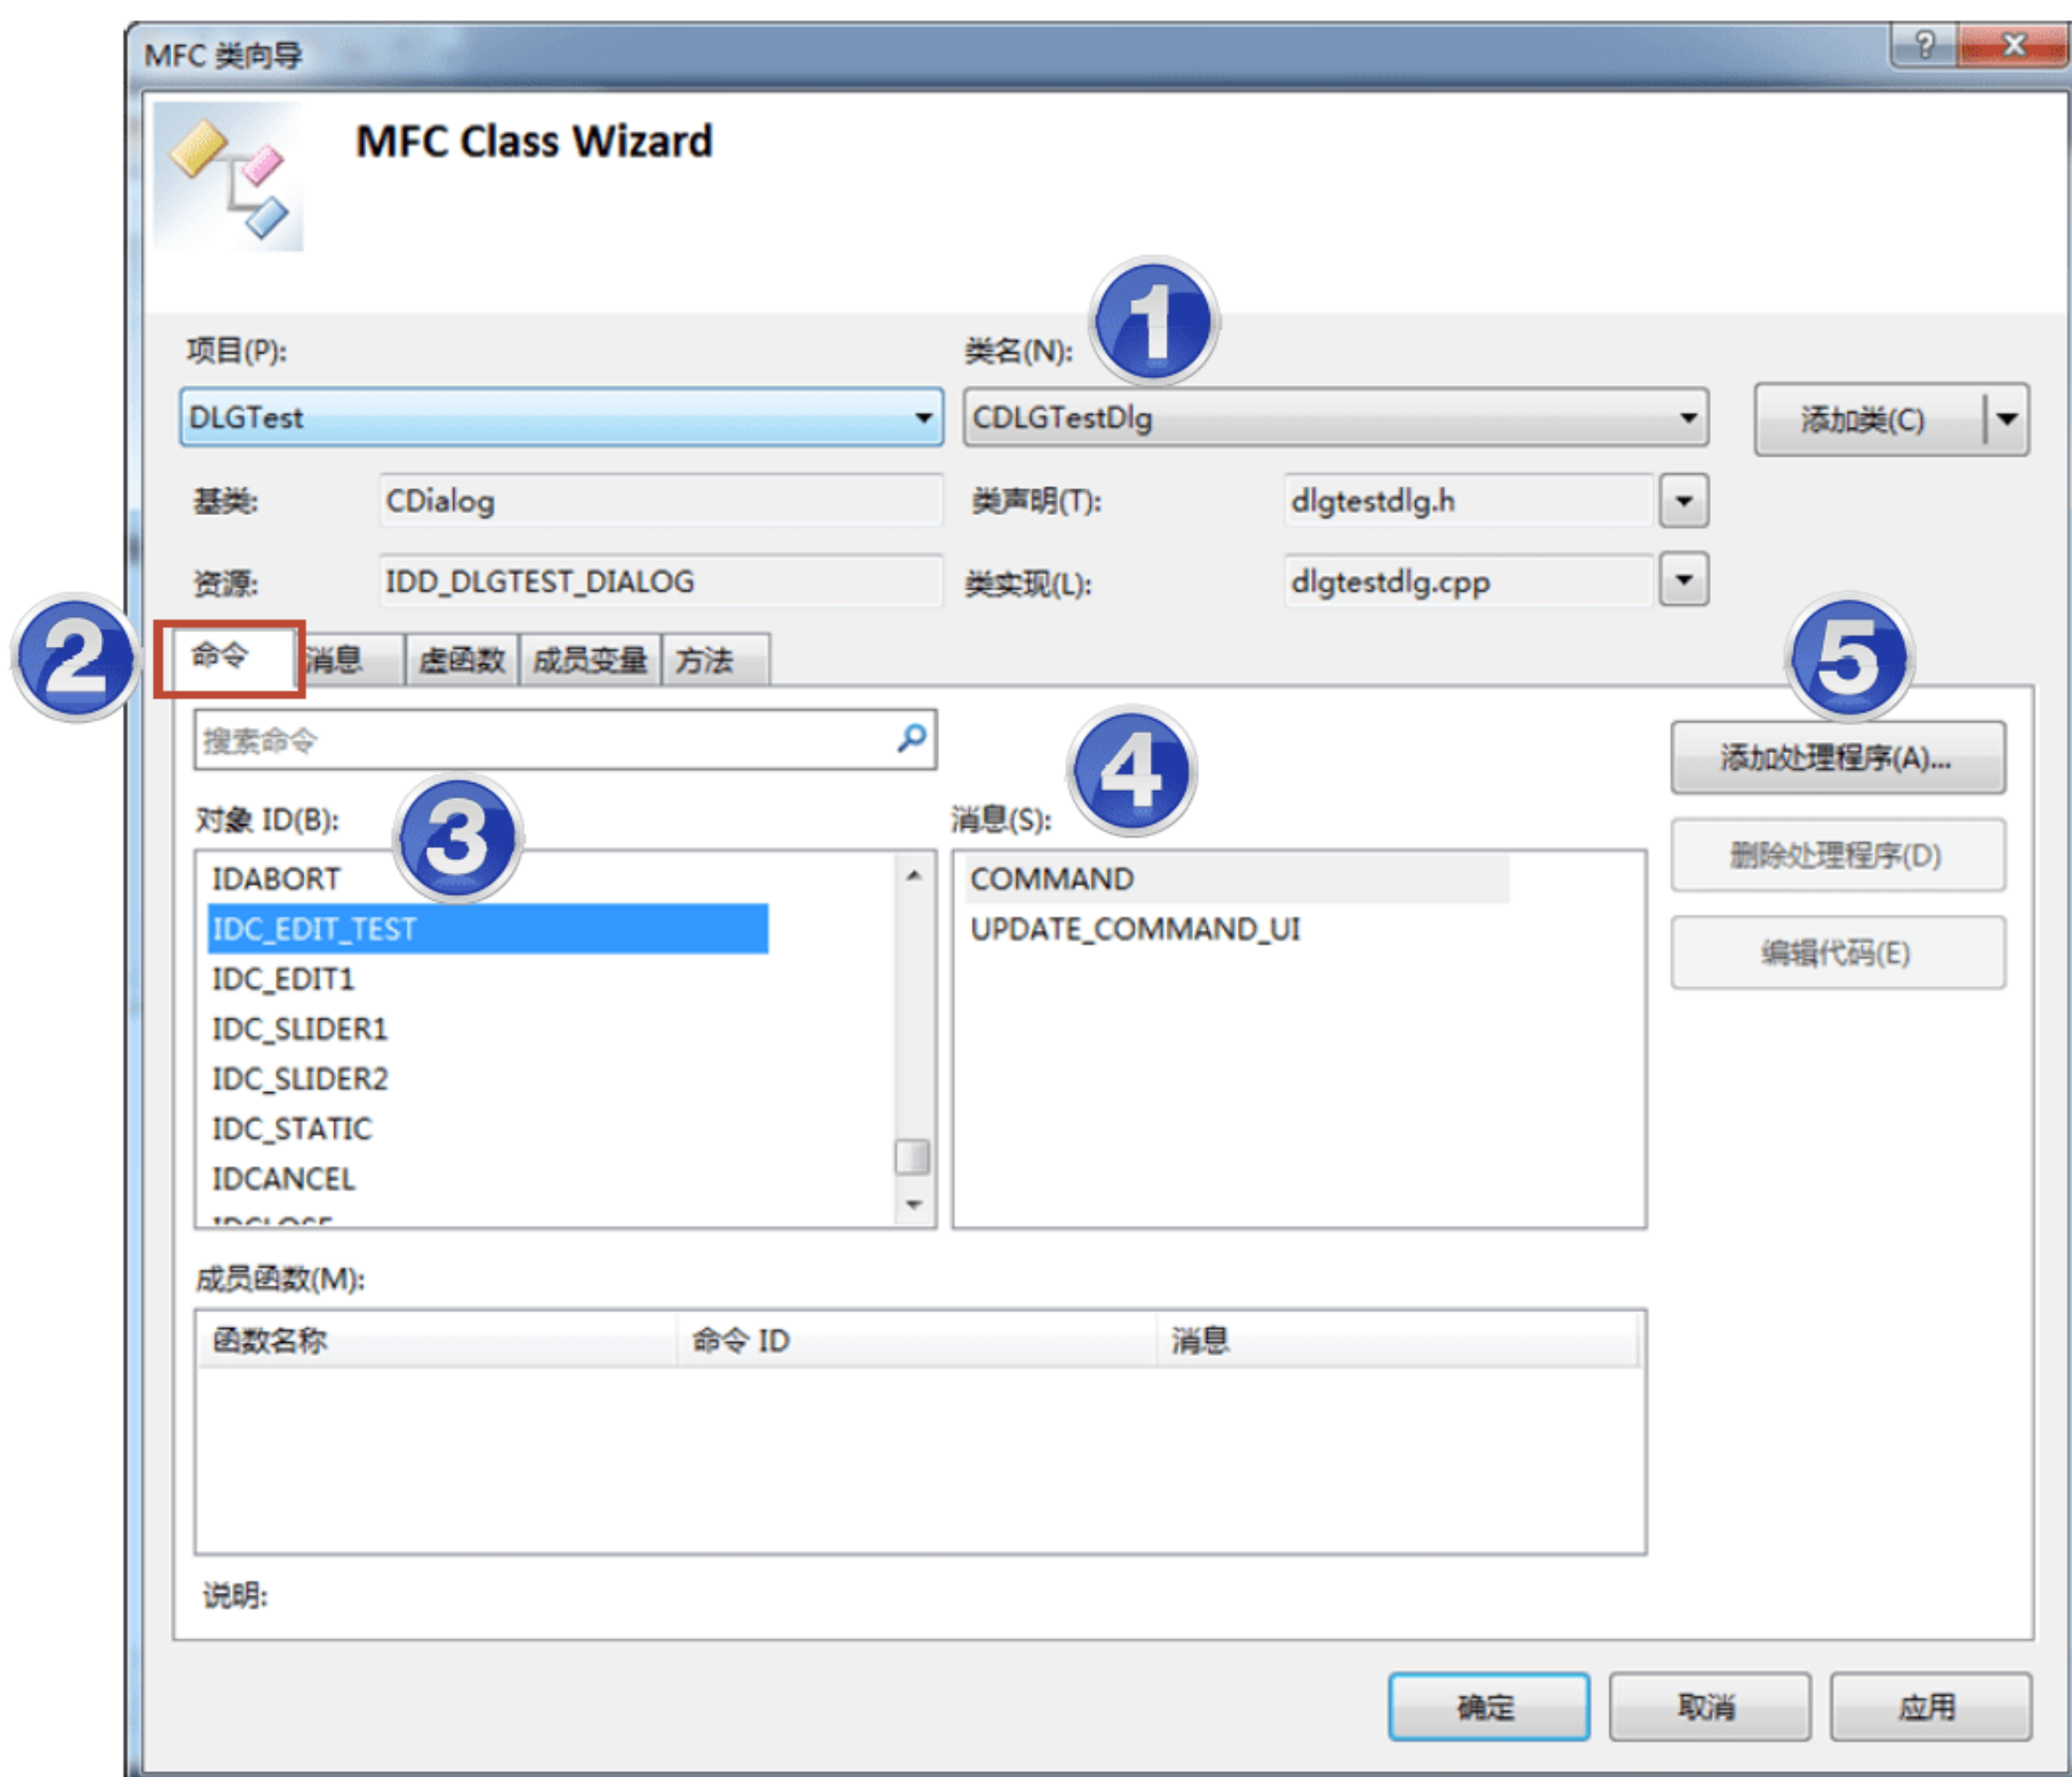 MFC 类向导
MFC Class Wizard
1
项目(P):
类名(N):
DLGTest
CDLGTestDlg
添加类(C)
基类:
CDialog
类声明(T):
dlgtestdlg.h
资源:
IDD_DLGTEST_DIALOG
类实现(L):
dlgtestdlg.cpp
2
命令
消息
虚函数
成员变量
方法
5
搜索命令
4
添加处理程序(A)...
对象 ID(B):
3
消息(S):
删除处理程序(D)
IDABORT
COMMAND
IDC_EDIT_TEST
UPDATE_COMMAND_UI
编辑代码(E)
IDC_EDIT1
IDC_SLIDER1
IDC_SLIDER2
IDC_STATIC
IDCANCEL
IDCLOSE
成员函数(M):
函数名称
命令 ID
消息
说明:
确定
取消
应用